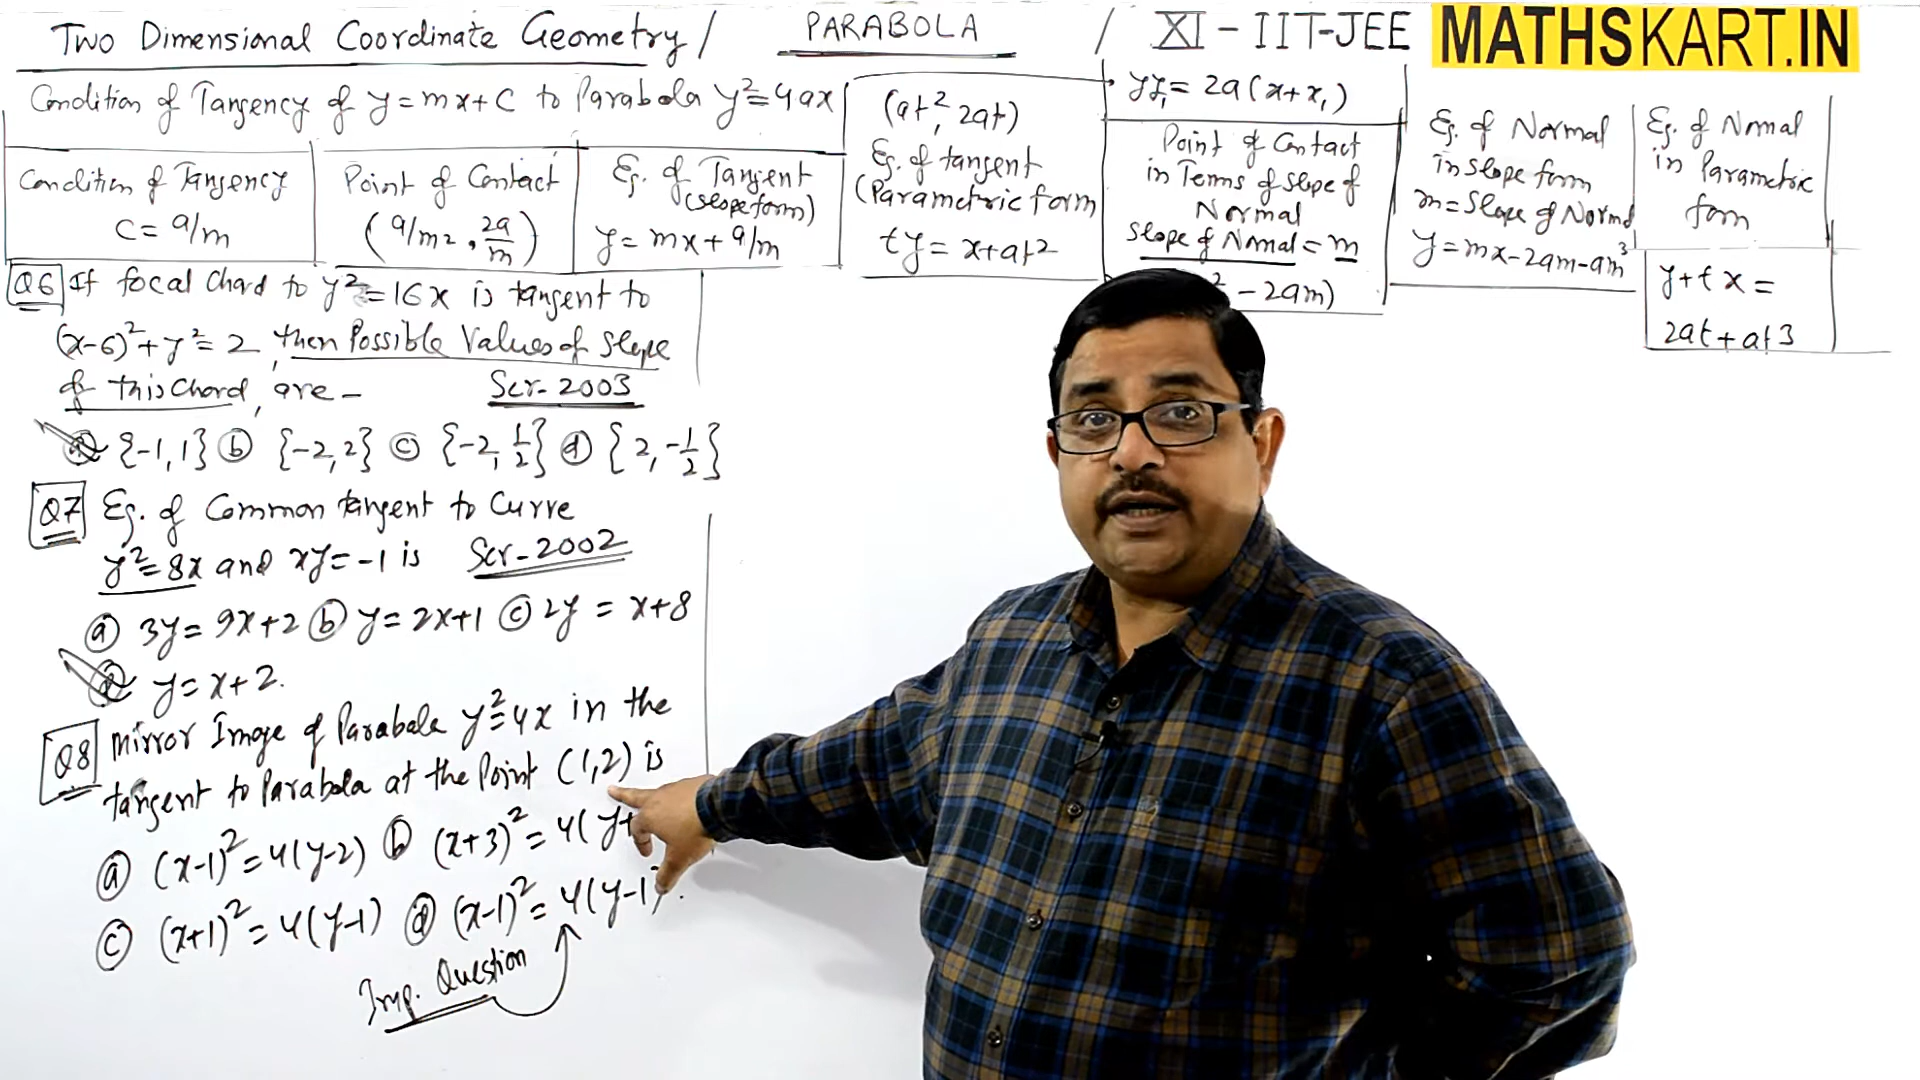 Two Dimensional Coordinate Geometry / PARABOLA / XI - IIT-JEE MATHSKART.IN
Condition of Tangency of y=mx+c to Parabola y²=4ax
Condition of Tangency
c= a/m
Point of Contact
(a/m², 2a/m)
Eq. of Tangent
(slope form)
y= mx+a/m
(at², 2at)
Eq. of tangent
(Parametric form
ty= x+at²
yy₁= 2a(x+x₁)
Point of Contact
in Terms of slope of
Normal
slope of Normal = m
² - 2am)
Eq. of Normal
in slope form
m=slope of Normal
y=mx-2am-am³
Eq. of Normal
in Parametric
form
y+tx=
2at+at3
Q6 If focal Chord to y²=16x is tangent to
(x-6)²+y²=2, then Possible Values of slope
of this Chord, are - Scr-2003
(a) {-1,1} (b) {-2,2} (c) {-2, 1/2} (d) {2, -1/2}
Q7 Eq. of Common tangent to Curve
y²=8x and xy=-1 is Scr-2002
(a) 3y=9x+2 (b) y=2x+1 (c) 2y = x+8
(d) y=x+2.
Q8 Mirror Image of Parabola y²=4x in the
tangent to Parabola at the Point (1,2) is
(a) (x-1)²=4(y-2) (b) (x+3)²=4(y+
(c) (x+1)²=4(y-1) (d) (x-1)²=4(y-1).
Imp. Question